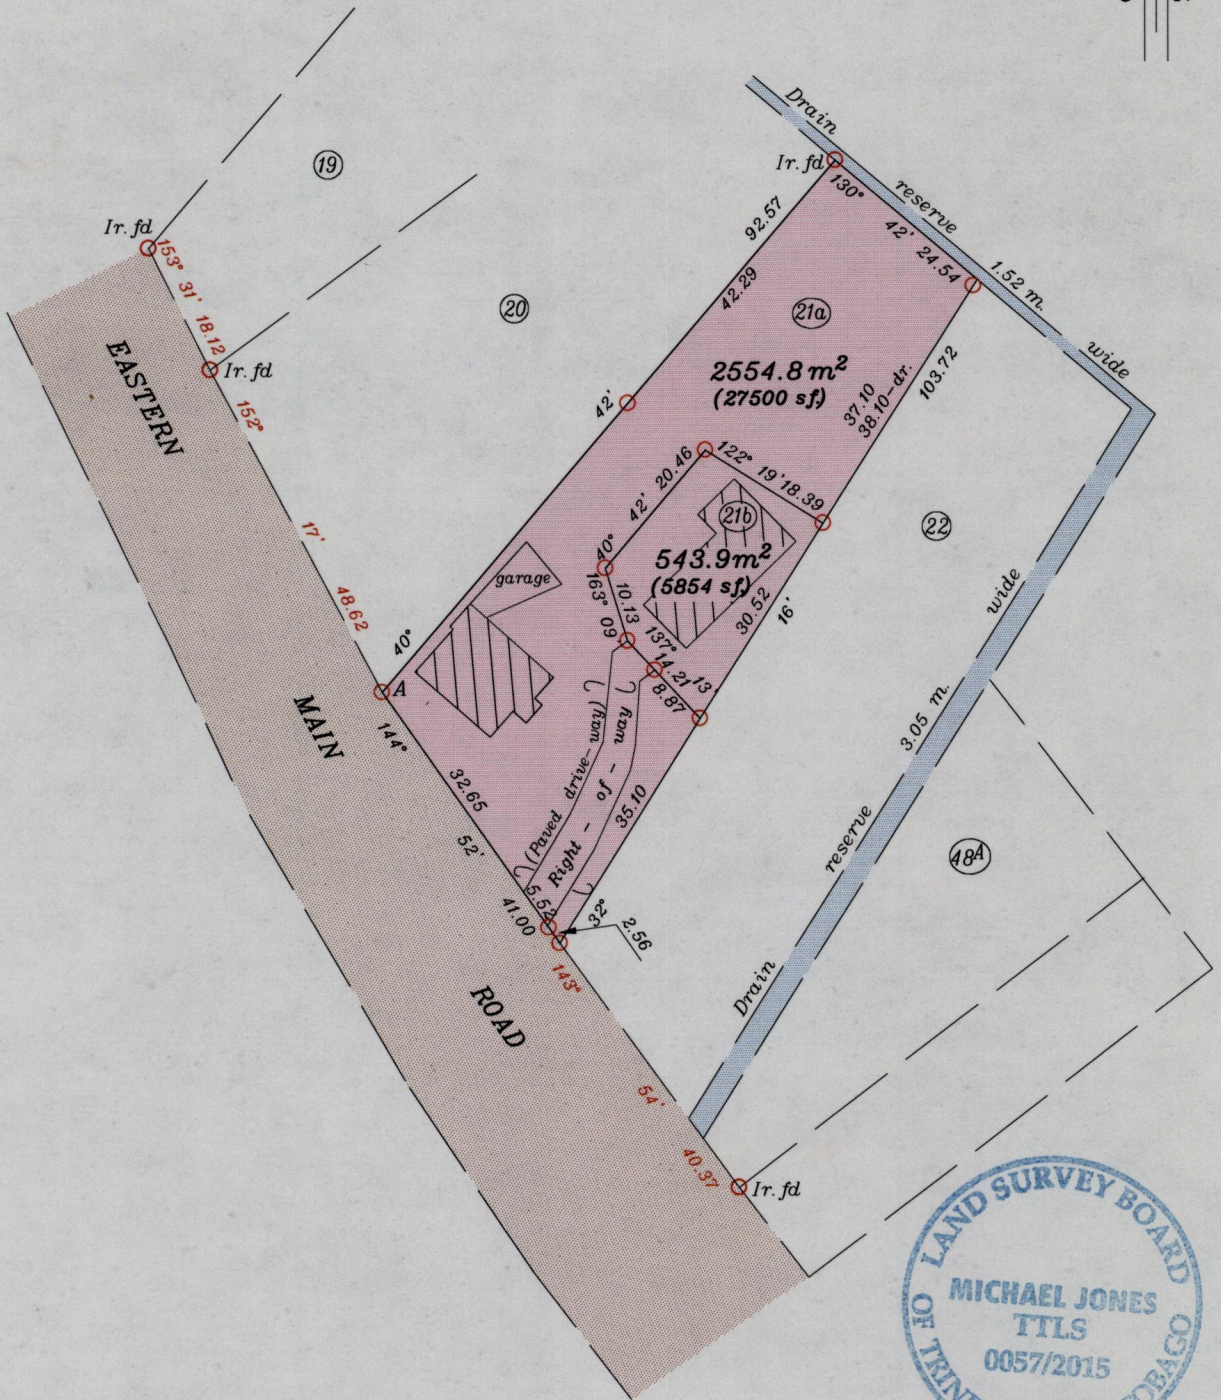 Drain
reserve
1.52 m.
wide
Ir. fd
130°
42'
24.54
92.57
42.29
19
Ir. fd
153° 31' 18.12
Ir. fd
20
21a
2554.8 m²
(27500 sf)
37.10
38.10-dr.
103.72
42'
152°
17'
48.62
122° 19' 18.39
42' 20.46
40°
21b
543.9m²
(5854 sf)
22
garage
163° 09'
10.13
30.52
16'
137° 13'
14.21
8.87
40°
A
EASTERN
MAIN
ROAD
144°
32.65
52'
41.00
5.52
(Paved drive-way)
Right - of - way
35.10
32°
2.56
143°
54'
40.37
Ir. fd
Drain
reserve
3.05 m.
wide
48A
LAND SURVEY BOARD
MICHAEL JONES
TTLS
0057/2015
OF TRIN
OBAGO